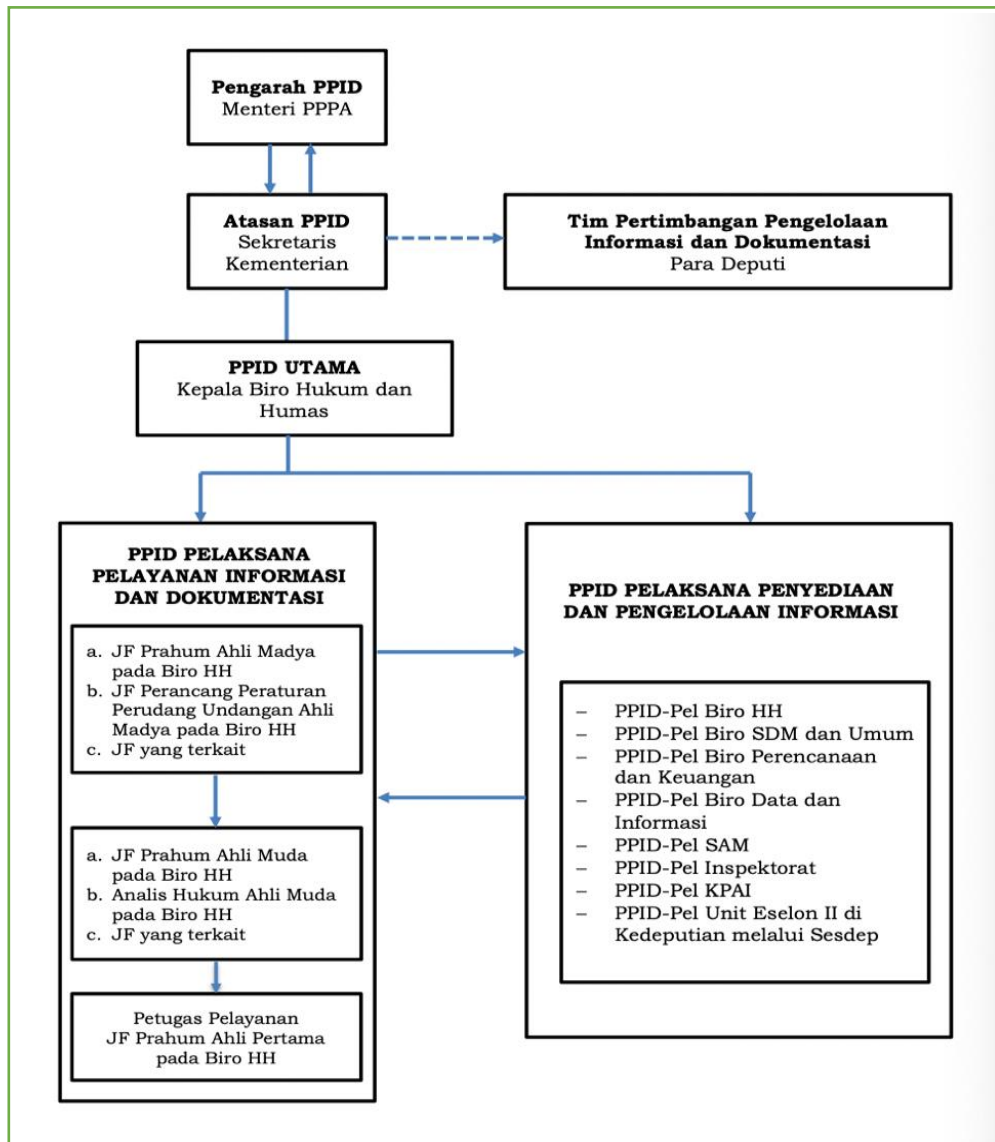 Pengarah PPID
Menteri PPPA
Atasan PPID
Sekretaris
Kementerian
Tim Pertimbangan Pengelolaan
Informasi dan Dokumentasi
Para Deputi
PPID UTAMA
Kepala Biro Hukum dan
Humas
PPID PELAKSANA
PELAYANAN INFORMASI
DAN DOKUMENTASI
a. JF Prahum Ahli Madya
pada Biro HH
b. JF Perancang Peraturan
Perudang Undangan Ahli
Madya pada Biro HH
c. JF yang terkait
a. JF Prahum Ahli Muda
pada Biro HH
b. Analis Hukum Ahli Muda
pada Biro HH
c. JF yang terkait
Petugas Pelayanan
JF Prahum Ahli Pertama
pada Biro HH
PPID PELAKSANA PENYEDIAAN
DAN PENGELOLAAN INFORMASI
– PPID-Pel Biro HH
– PPID-Pel Biro SDM dan Umum
– PPID-Pel Biro Perencanaan
dan Keuangan
– PPID-Pel Biro Data dan
Informasi
– PPID-Pel SAM
– PPID-Pel Inspektorat
– PPID-Pel KPAI
– PPID-Pel Unit Eselon II di
Kedeputian melalui Sesdep